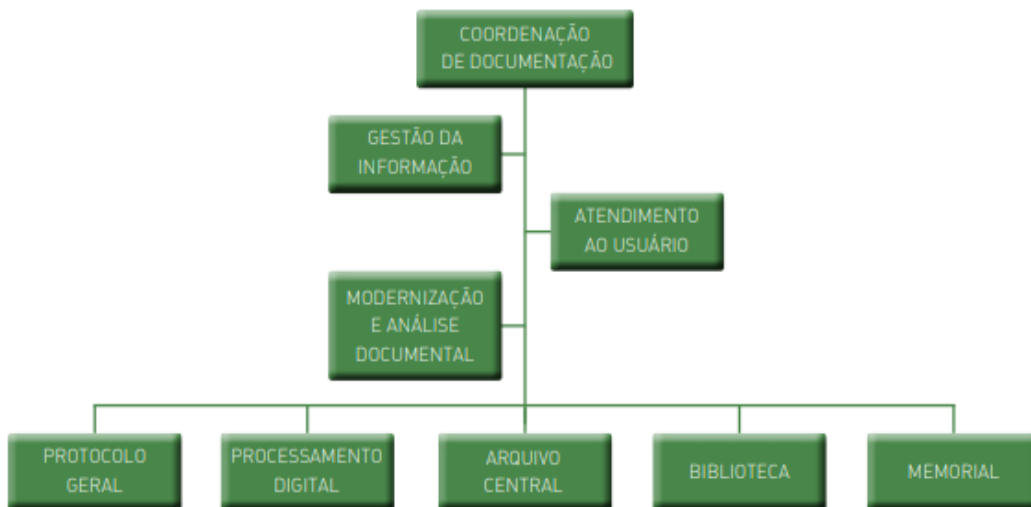 COORDENAÇÃO
DE DOCUMENTAÇÃO
GESTÃO DA
INFORMAÇÃO
ATENDIMENTO
AO USUÁRIO
MODERNIZAÇÃO
E ANÁLISE
DOCUMENTAL
PROTOCOLO
GERAL
PROCESSAMENTO
DIGITAL
ARQUIVO
CENTRAL
BIBLIOTECA
MEMORIAL